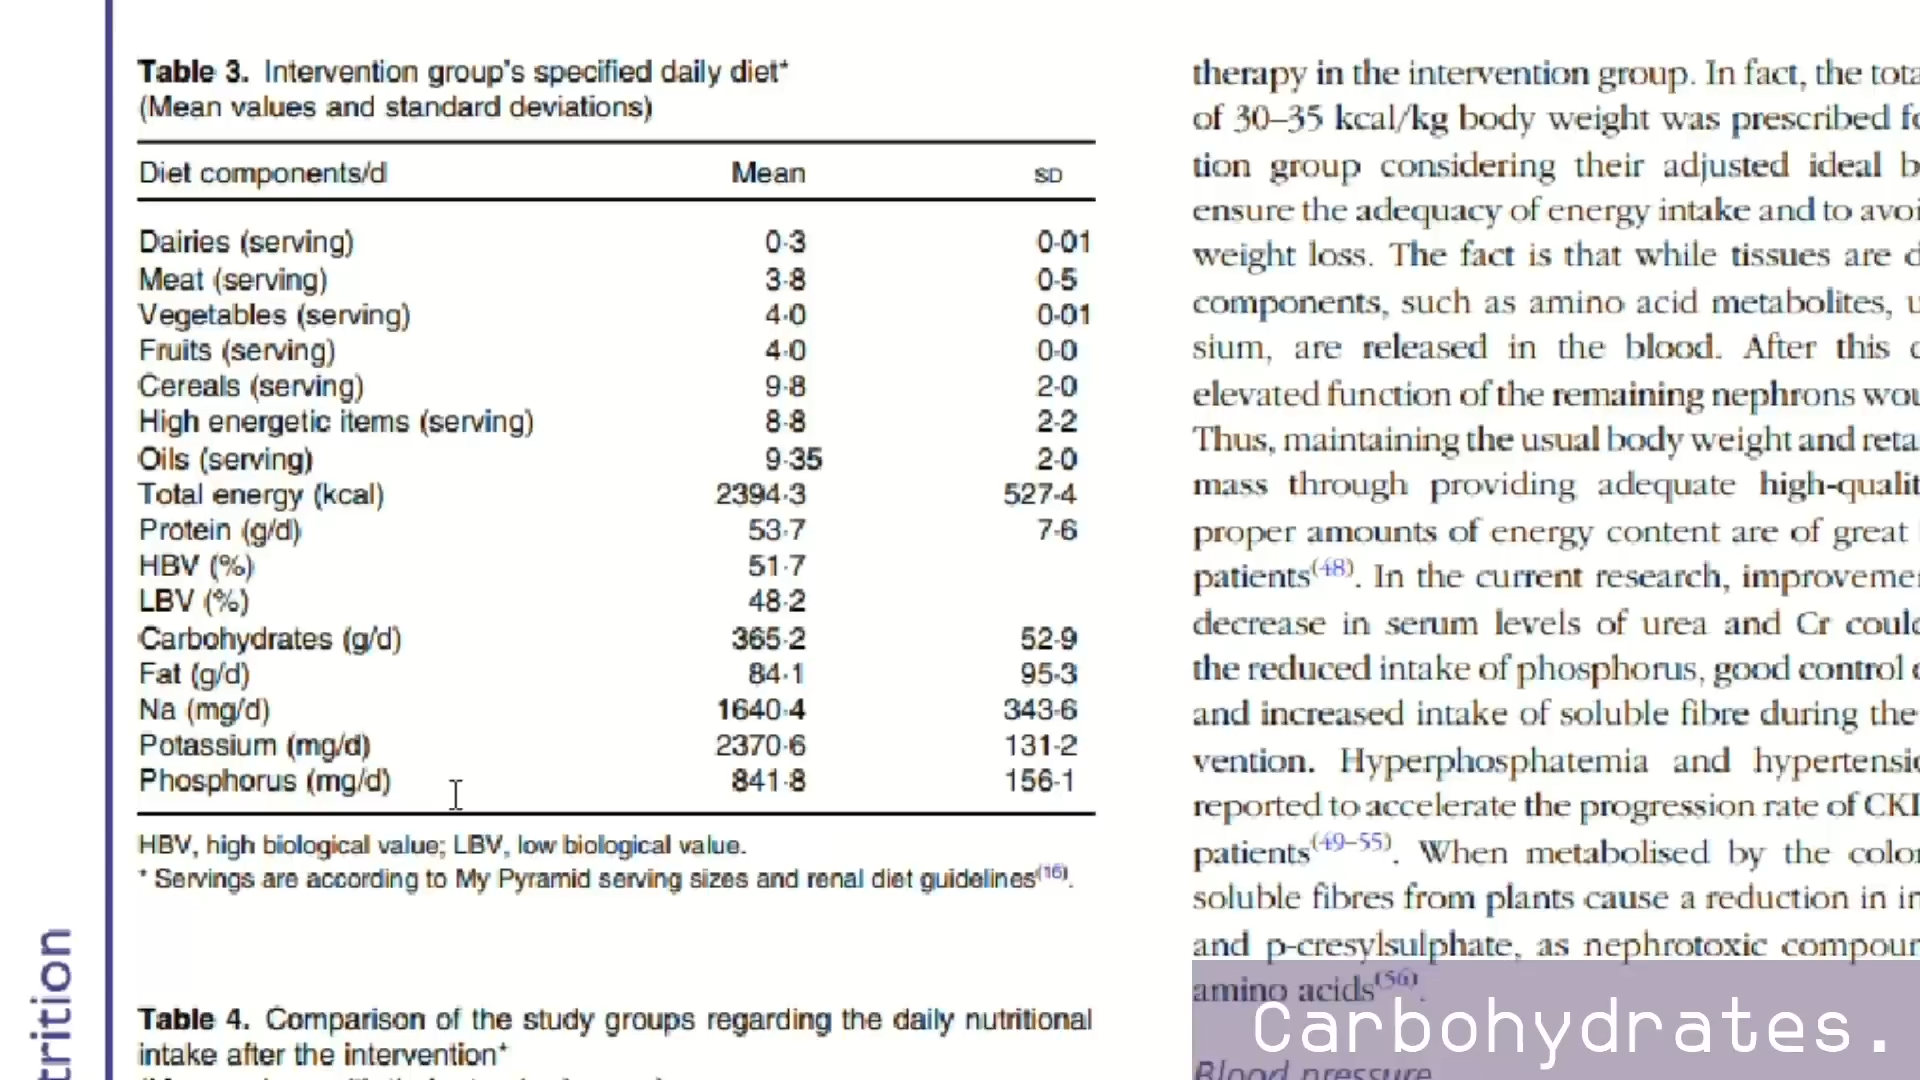 Table 3. Intervention group's specified daily diet*
(Mean values and standard deviations)
Diet components/d Mean SD
Dairies (serving) 0·3 0·01
Meat (serving) 3·8 0·5
Vegetables (serving) 4·0 0·01
Fruits (serving) 4·0 0·0
Cereals (serving) 9·8 2·0
High energetic items (serving) 8·8 2·2
Oils (serving) 9·35 2·0
Total energy (kcal) 2394·3 527·4
Protein (g/d) 53·7 7·6
HBV (%) 51·7
LBV (%) 48·2
Carbohydrates (g/d) 365·2 52·9
Fat (g/d) 84·1 95·3
Na (mg/d) 1640·4 343·6
Potassium (mg/d) 2370·6 131·2
Phosphorus (mg/d) 841·8 156·1
HBV, high biological value; LBV, low biological value.
* Servings are according to My Pyramid serving sizes and renal diet guidelines(16).
Table 4. Comparison of the study groups regarding the daily nutritional
intake after the intervention*
trition
therapy in the intervention group. In fact, the tota
of 30–35 kcal/kg body weight was prescribed fo
tion group considering their adjusted ideal b
ensure the adequacy of energy intake and to avoi
weight loss. The fact is that while tissues are d
components, such as amino acid metabolites, u
sium, are released in the blood. After this c
elevated function of the remaining nephrons wou
Thus, maintaining the usual body weight and reta
mass through providing adequate high-qualit
proper amounts of energy content are of great
patients(48). In the current research, improvemen
decrease in serum levels of urea and Cr could
the reduced intake of phosphorus, good control o
and increased intake of soluble fibre during the
vention. Hyperphosphatemia and hypertensio
reported to accelerate the progression rate of CKD
patients(49–55). When metabolised by the colon
soluble fibres from plants cause a reduction in in
and p-cresylsulphate, as nephrotoxic compoun
amino acids(56).
Blood pressure
Carbohydrates.